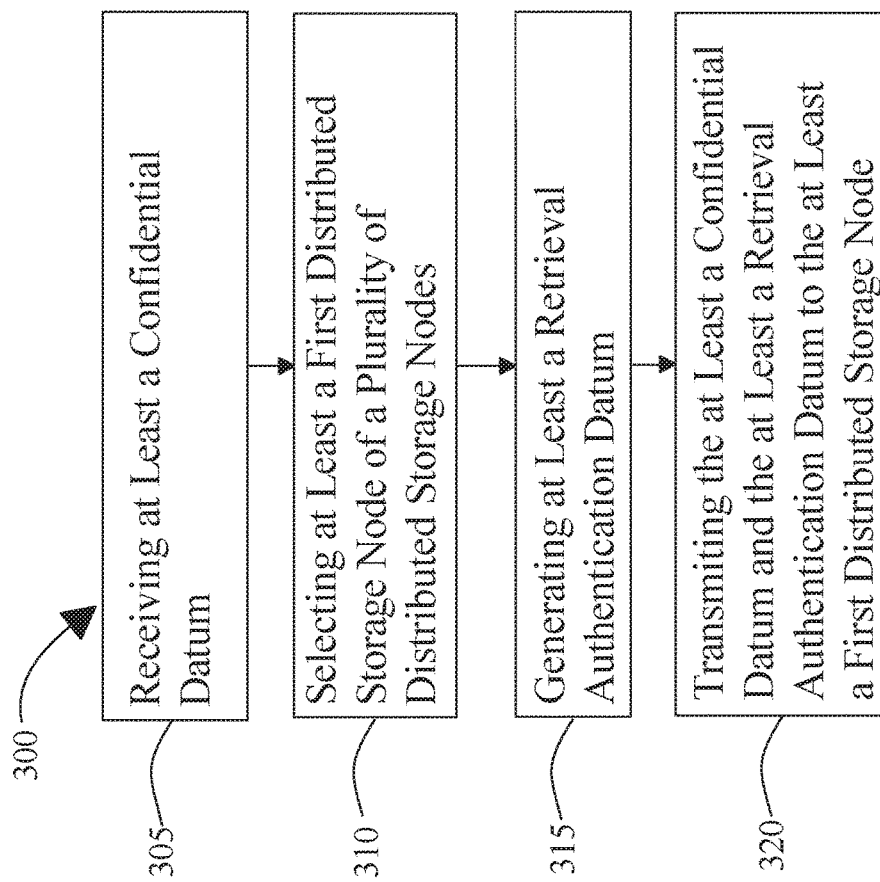 300
305
Receiving at Least a Confidential
Datum
310
Selecting at Least a First Distributed
Storage Node of a Plurality of
Distributed Storage Nodes
315
Generating at Least a Retrieval
Authentication Datum
320
Transmiting the at Least a Confidential
Datum and the at Least a Retrieval
Authentication Datum to the at Least
a First Distributed Storage Node